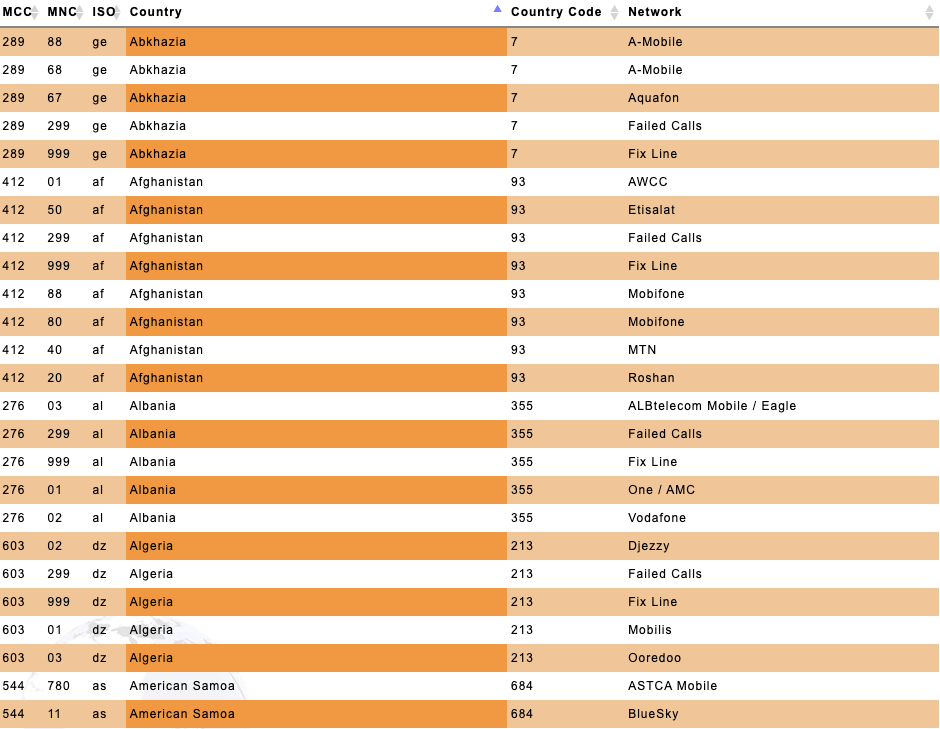 MCC MNC ISO Country Country Code Network
289 88 ge Abkhazia 7 A-Mobile
289 68 ge Abkhazia 7 A-Mobile
289 67 ge Abkhazia 7 Aquafon
289 299 ge Abkhazia 7 Failed Calls
289 999 ge Abkhazia 7 Fix Line
412 01 af Afghanistan 93 AWCC
412 50 af Afghanistan 93 Etisalat
412 299 af Afghanistan 93 Failed Calls
412 999 af Afghanistan 93 Fix Line
412 88 af Afghanistan 93 Mobifone
412 80 af Afghanistan 93 Mobifone
412 40 af Afghanistan 93 MTN
412 20 af Afghanistan 93 Roshan
276 03 al Albania 355 ALBtelecom Mobile / Eagle
276 299 al Albania 355 Failed Calls
276 999 al Albania 355 Fix Line
276 01 al Albania 355 One / AMC
276 02 al Albania 355 Vodafone
603 02 dz Algeria 213 Djezzy
603 299 dz Algeria 213 Failed Calls
603 999 dz Algeria 213 Fix Line
603 01 dz Algeria 213 Mobilis
603 03 dz Algeria 213 Ooredoo
544 780 as American Samoa 684 ASTCA Mobile
544 11 as American Samoa 684 BlueSky